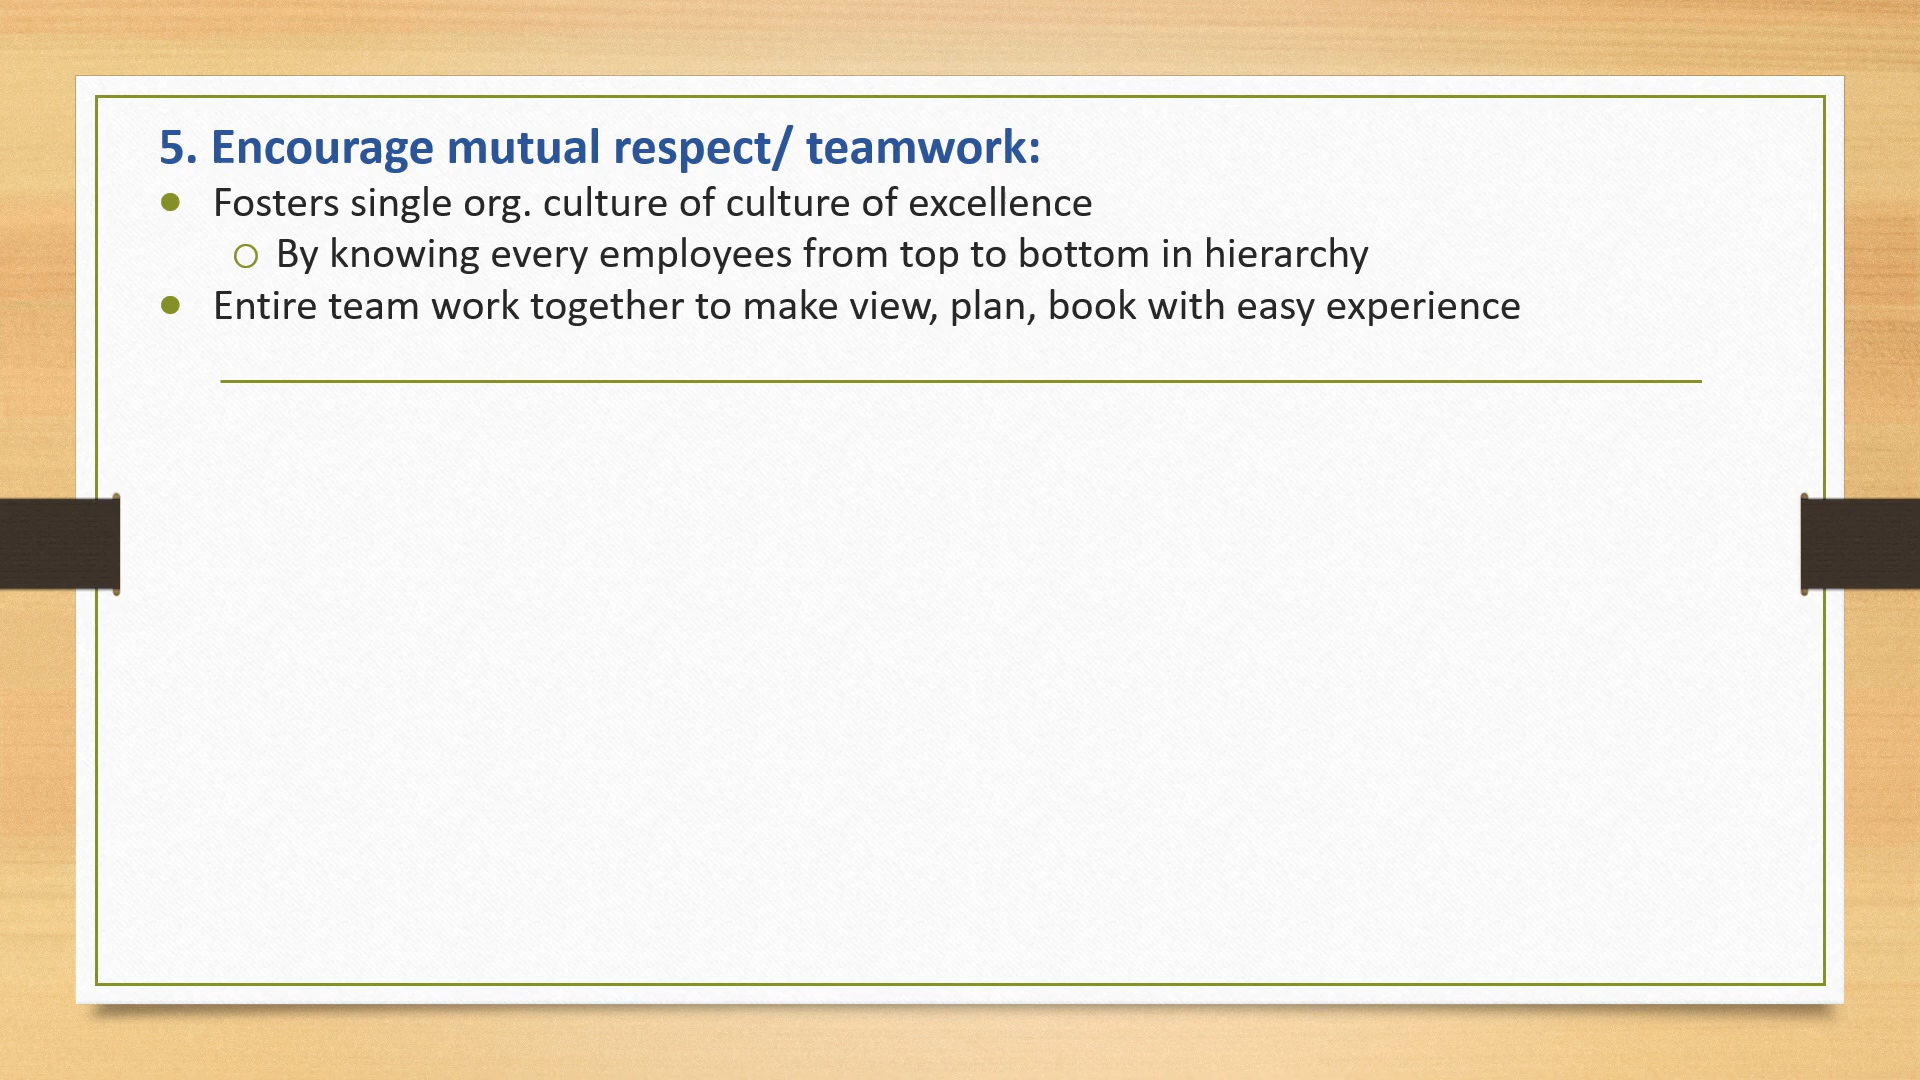 5. Encourage mutual respect/ teamwork:
Fosters single org. culture of culture of excellence
By knowing every employees from top to bottom in hierarchy
Entire team work together to make view, plan, book with easy experience